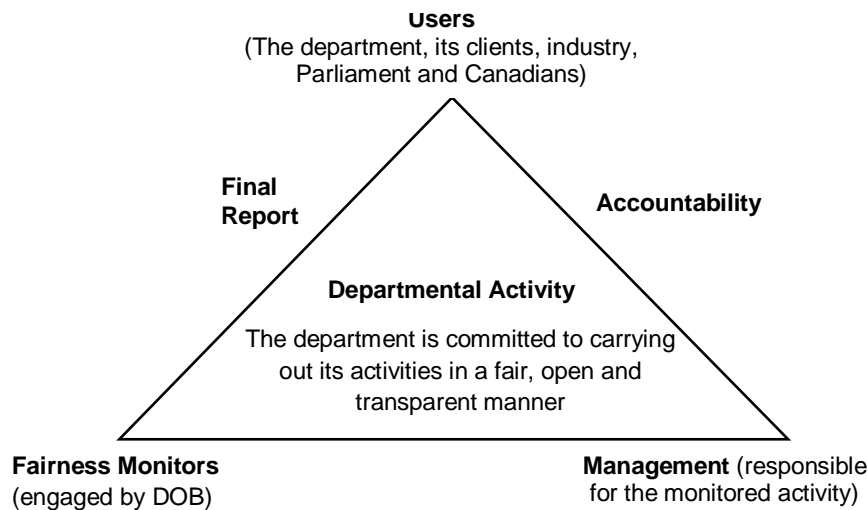 Users
(The department, its clients, industry,
Parliament and Canadians)
Final
Report
Accountability
Departmental Activity
The department is committed to carrying
out its activities in a fair, open and
transparent manner
Fairness Monitors
(engaged by DOB)
Management (responsible
for the monitored activity)